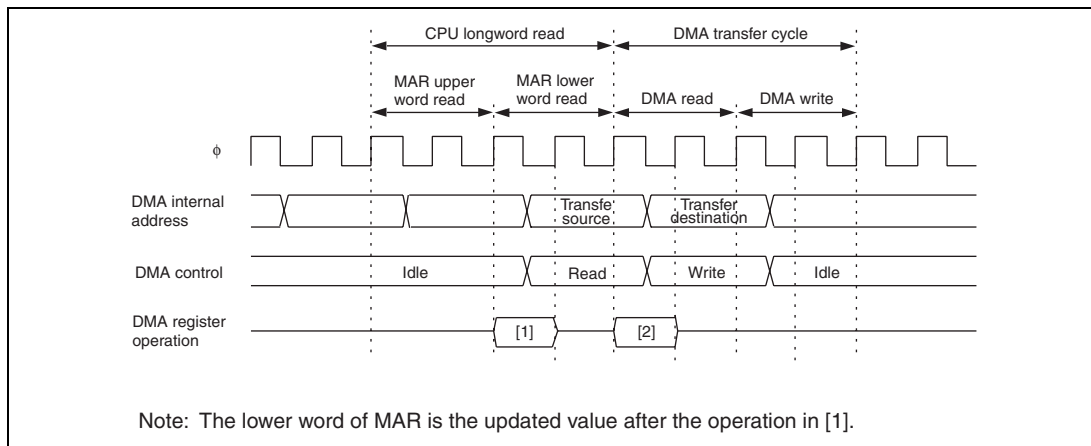 CPU longword read DMA transfer cycle
MAR upper
word read
MAR lower
word read
DMA read DMA write
ϕ
DMA internal
address
Transfe
source
Transfer
destination
DMA control
Idle Read Write Idle
DMA register
operation
[1] [2]
Note: The lower word of MAR is the updated value after the operation in [1].